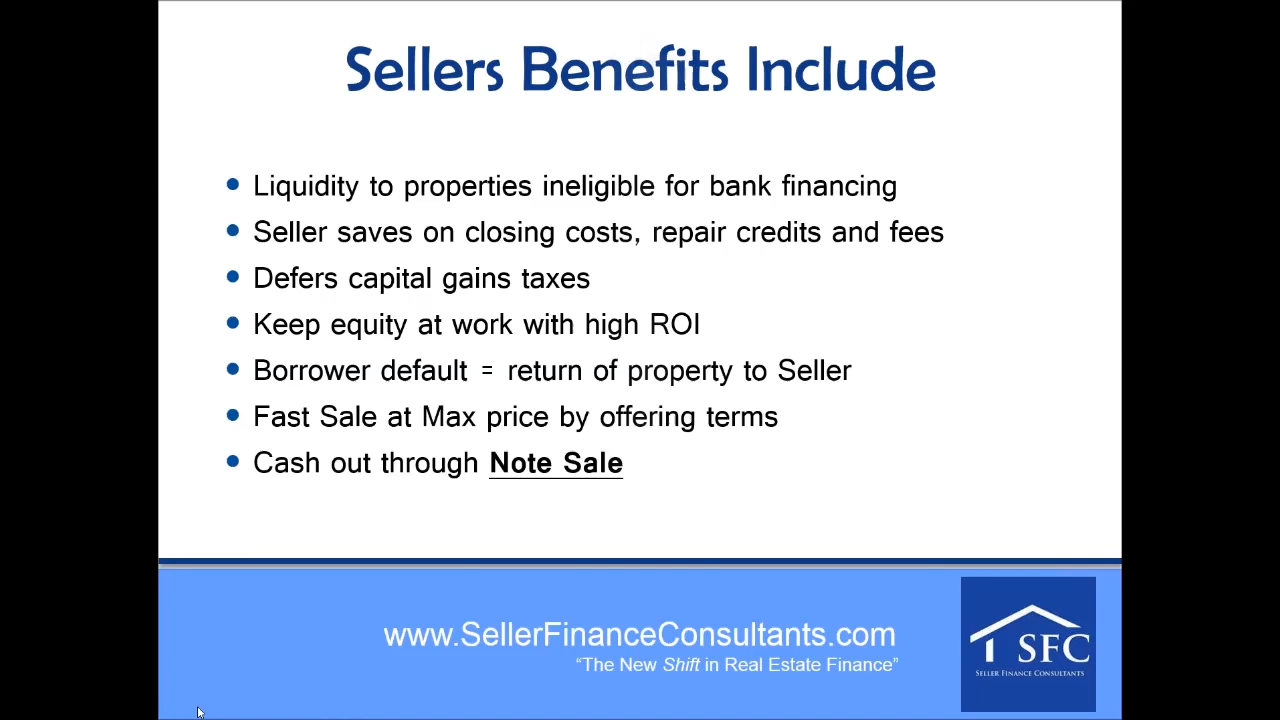 Sellers Benefits Include
Liquidity to properties ineligible for bank financing
Seller saves on closing costs, repair credits and fees
Defers capital gains taxes
Keep equity at work with high ROI
Borrower default = return of property to Seller
Fast Sale at Max price by offering terms
Cash out through Note Sale
www.SellerFinanceConsultants.com
“The New Shift in Real Estate Finance”
SFC
SELLER FINANCE CONSULTANTS